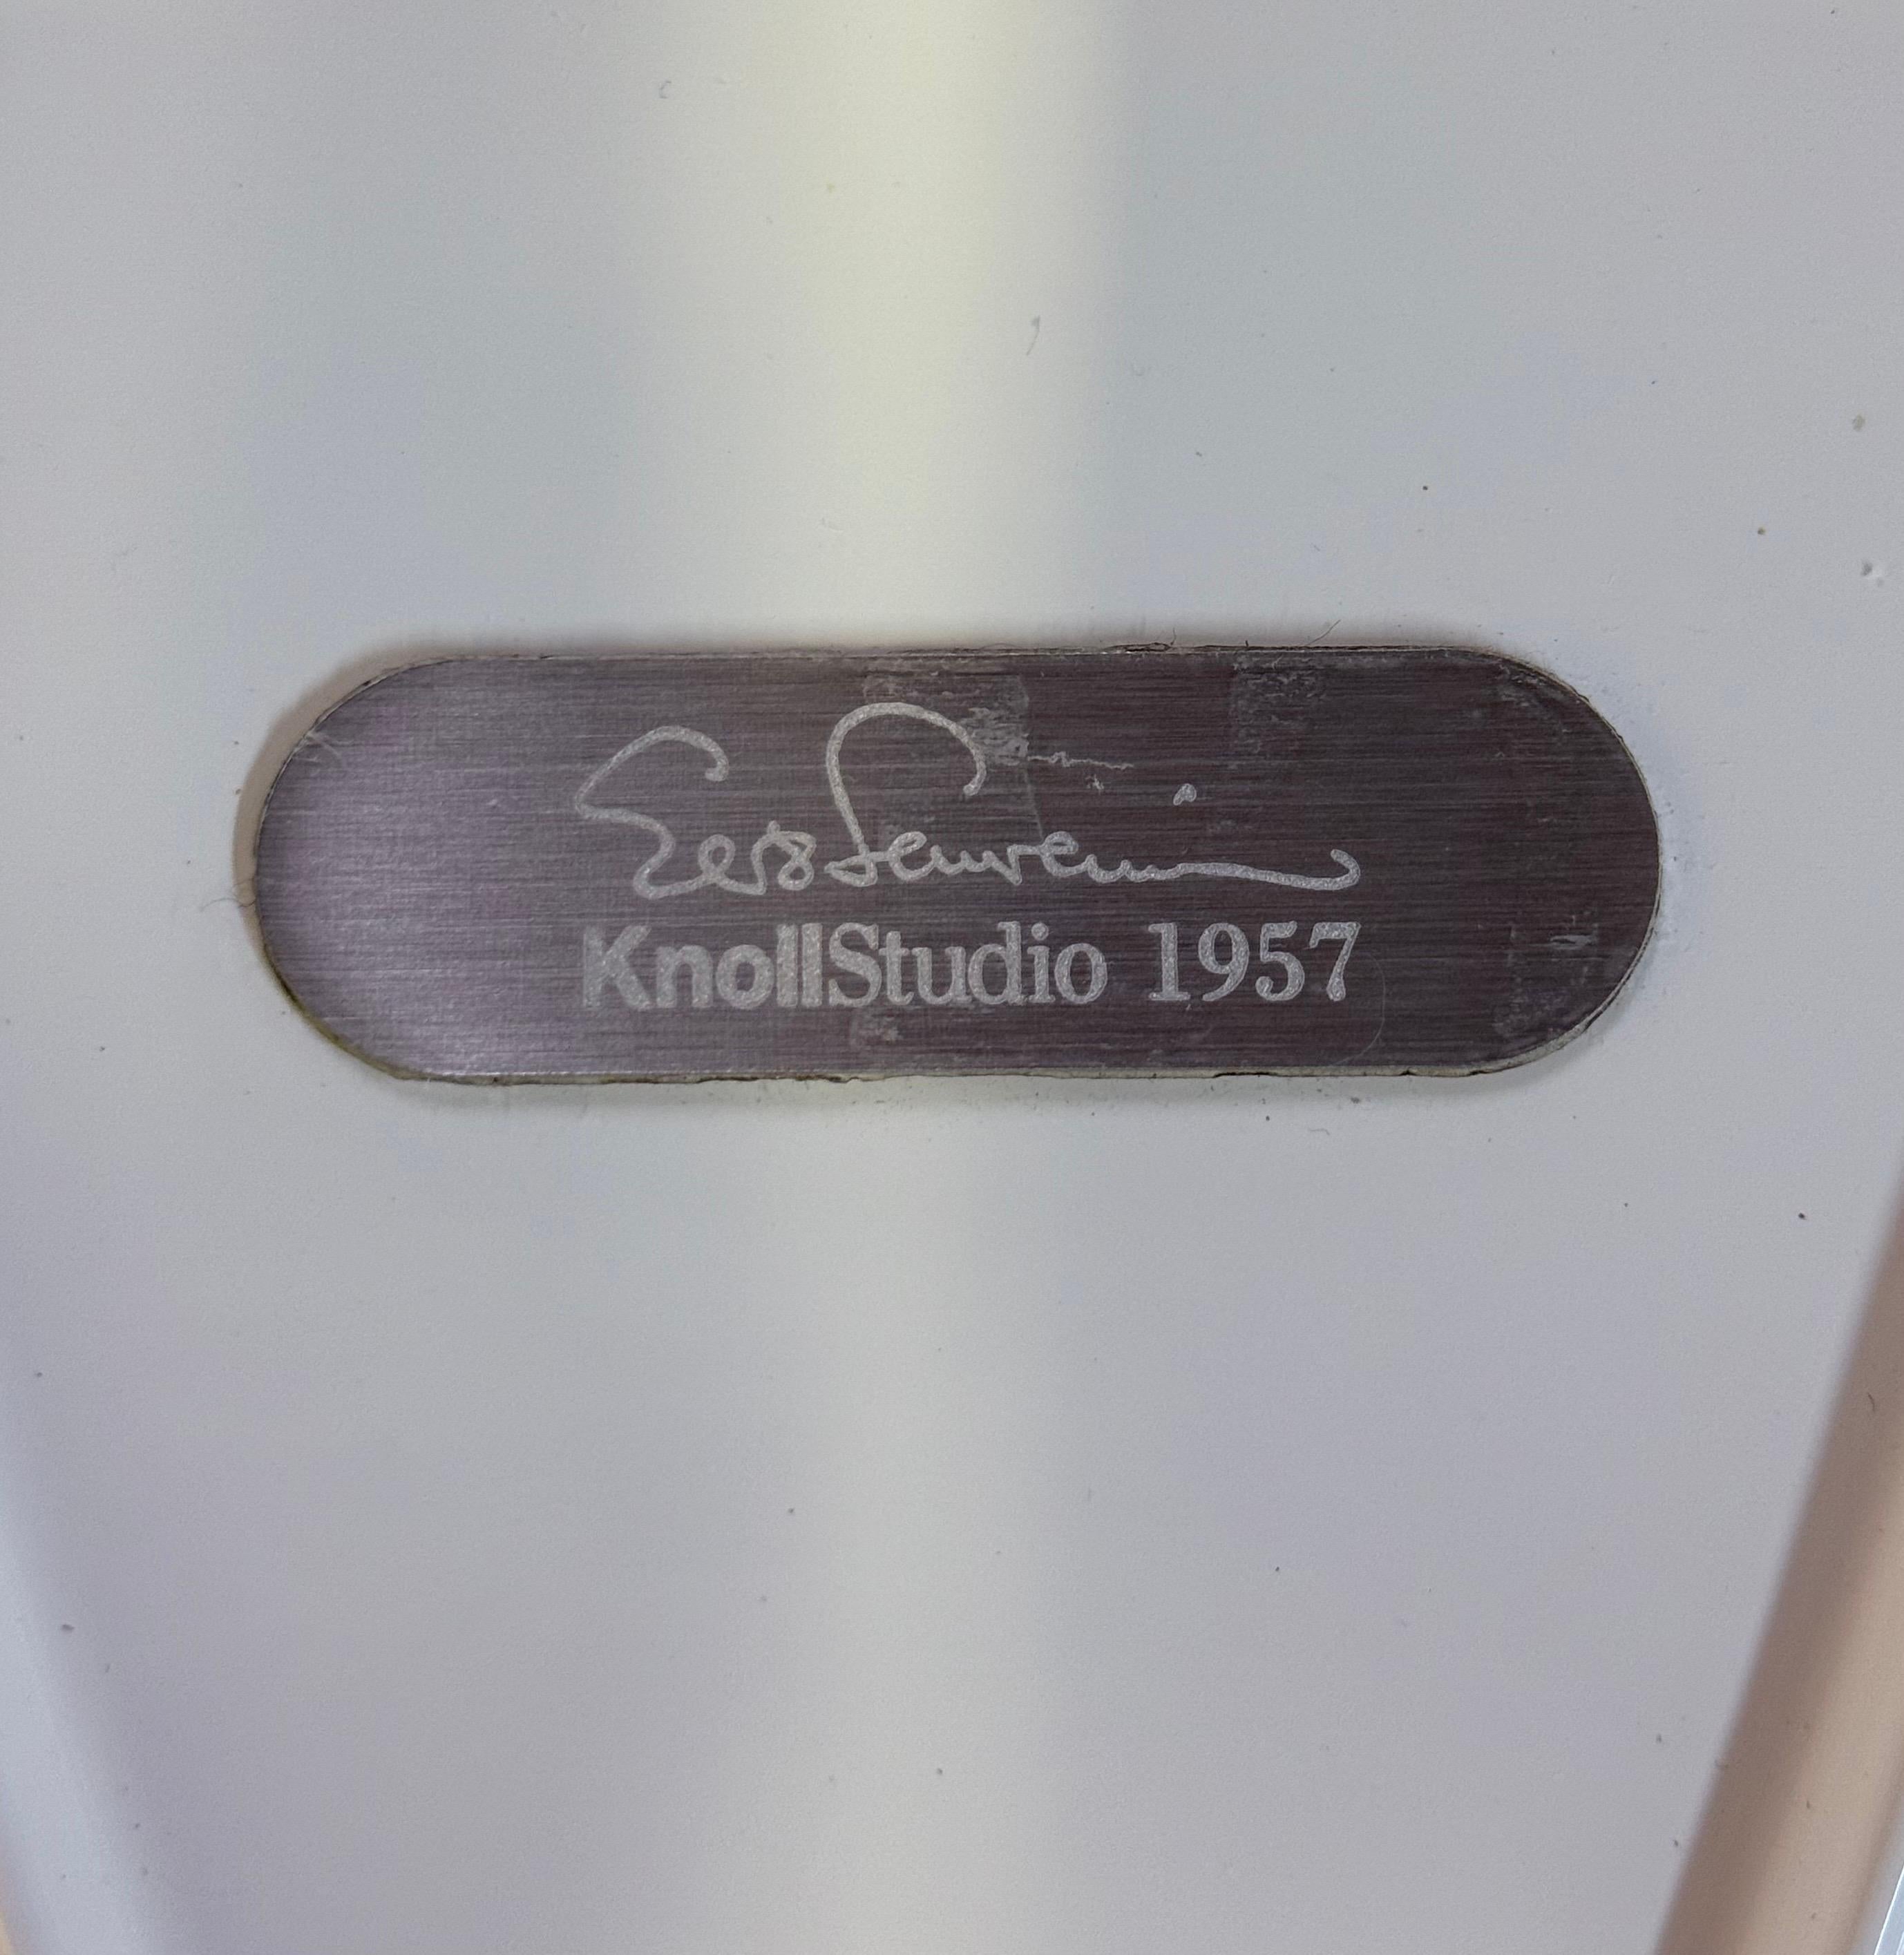 Eero Saarinen
KnollStudio 1957